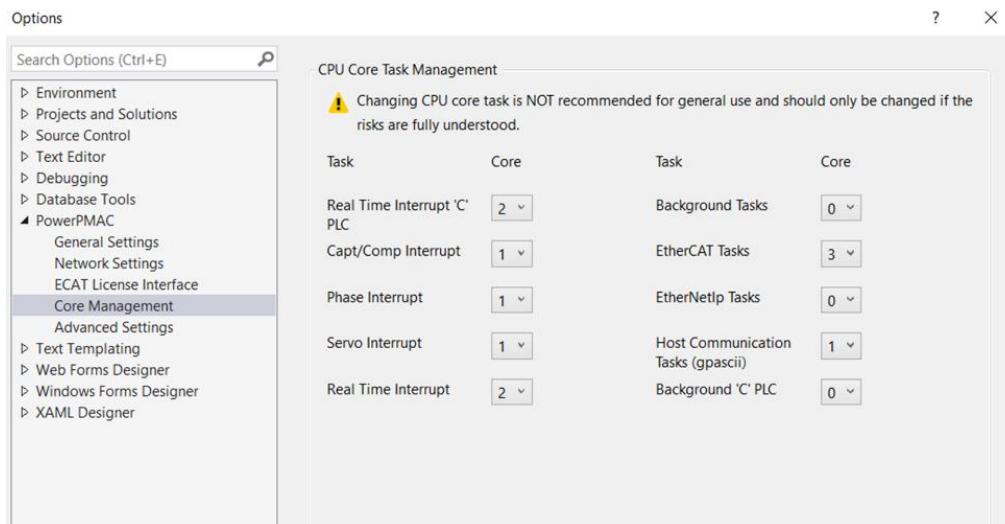 Options
?
Search Options (Ctrl+E)
Environment
Projects and Solutions
Source Control
Text Editor
Debugging
Database Tools
PowerPMAC
General Settings
Network Settings
ECAT License Interface
Core Management
Advanced Settings
Text Templating
Web Forms Designer
Windows Forms Designer
XAML Designer
CPU Core Task Management
Changing CPU core task is NOT recommended for general use and should only be changed if the
risks are fully understood.
Task Core Task Core
Real Time Interrupt 'C'
PLC
2
Background Tasks 0
Capt/Comp Interrupt 1
EtherCAT Tasks 3
Phase Interrupt 1
EtherNetIp Tasks 0
Servo Interrupt 1
Host Communication
Tasks (gpascii)
1
Real Time Interrupt 2
Background 'C' PLC 0